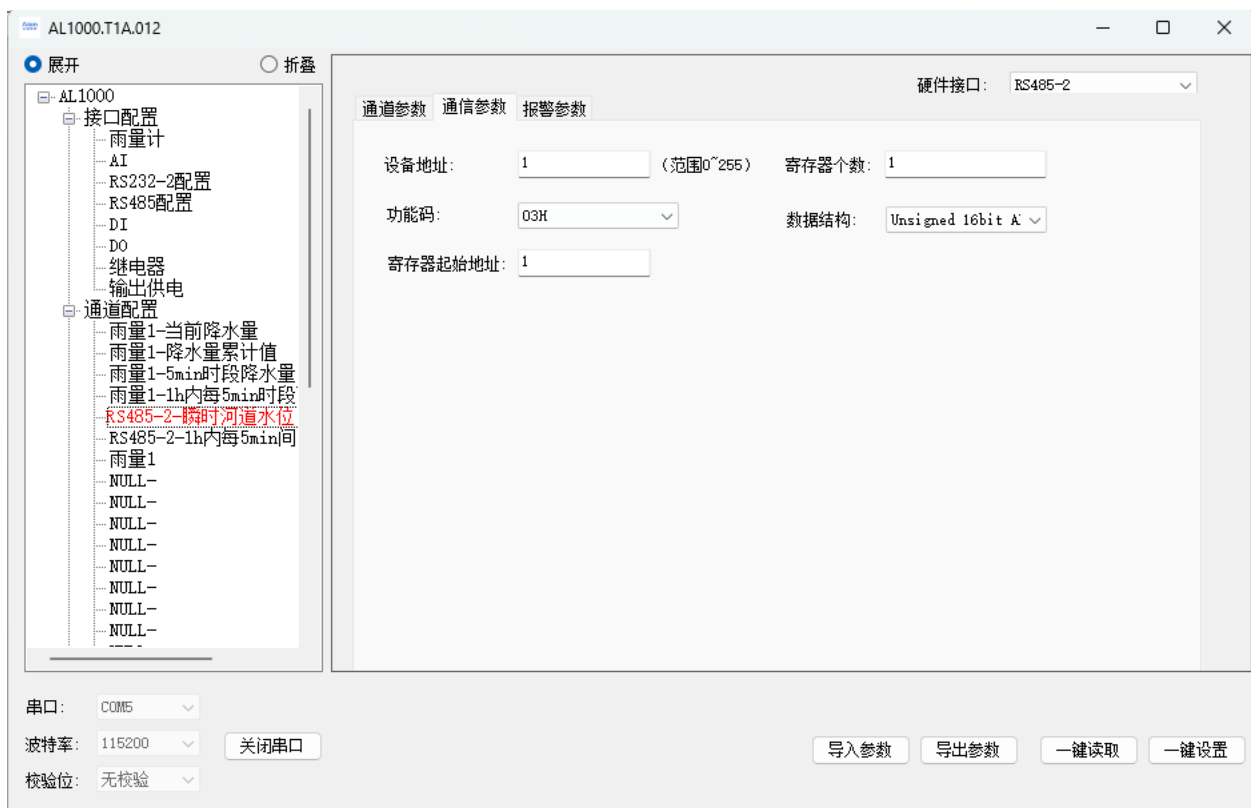 AL1000.T1A.012
展开
折叠
AL1000
接口配置
雨量计
AI
RS232-2配置
RS485配置
DI
DO
继电器
输出供电
通道配置
雨量1-当前降水量
雨量1-降水量累计值
雨量1-5min时段降水量
雨量1-1h内每5min时段
RS485-2-瞬时河道水位
RS485-2-1h内每5min间
雨量1
NULL-
NULL-
NULL-
NULL-
NULL-
NULL-
NULL-
NULL-
硬件接口: RS485-2
通道参数 通信参数 报警参数
设备地址: 1 (范围0~255) 寄存器个数: 1
功能码: 03H 数据结构: Unsigned 16bit A
寄存器起始地址: 1
串口: COM5
波特率: 115200 关闭串口
校验位: 无校验
导入参数 导出参数 一键读取 一键设置